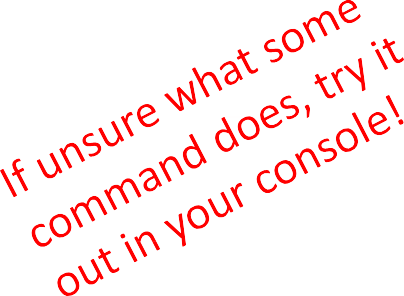 If unsure what some
command does, try it
out in your console!